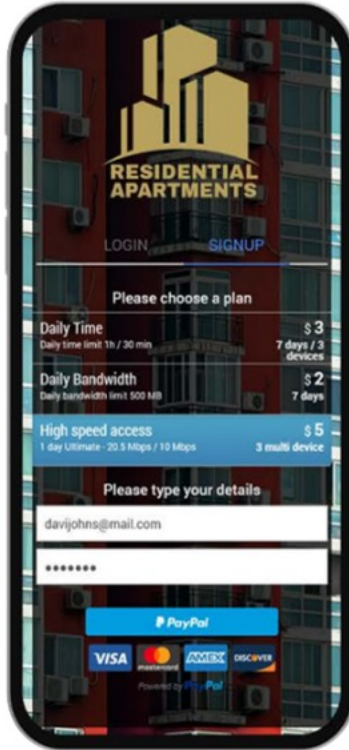 RESIDENTIAL
APARTMENTS
LOGIN SIGNUP
Please choose a plan
Daily Time $ 3
Daily time limit 1h / 30 min 7 days / 3
devices
Daily Bandwidth $ 2
Daily bandwidth limit 500 MB 7 days
High speed access $ 5
1 day Ultimate - 20.5 Mbps / 10 Mbps 3 multi device
Please type your details
davijohns@mail.com
•••••••
PayPal
VISA mastercard AMEX DISCOVER
Powered by PayPal